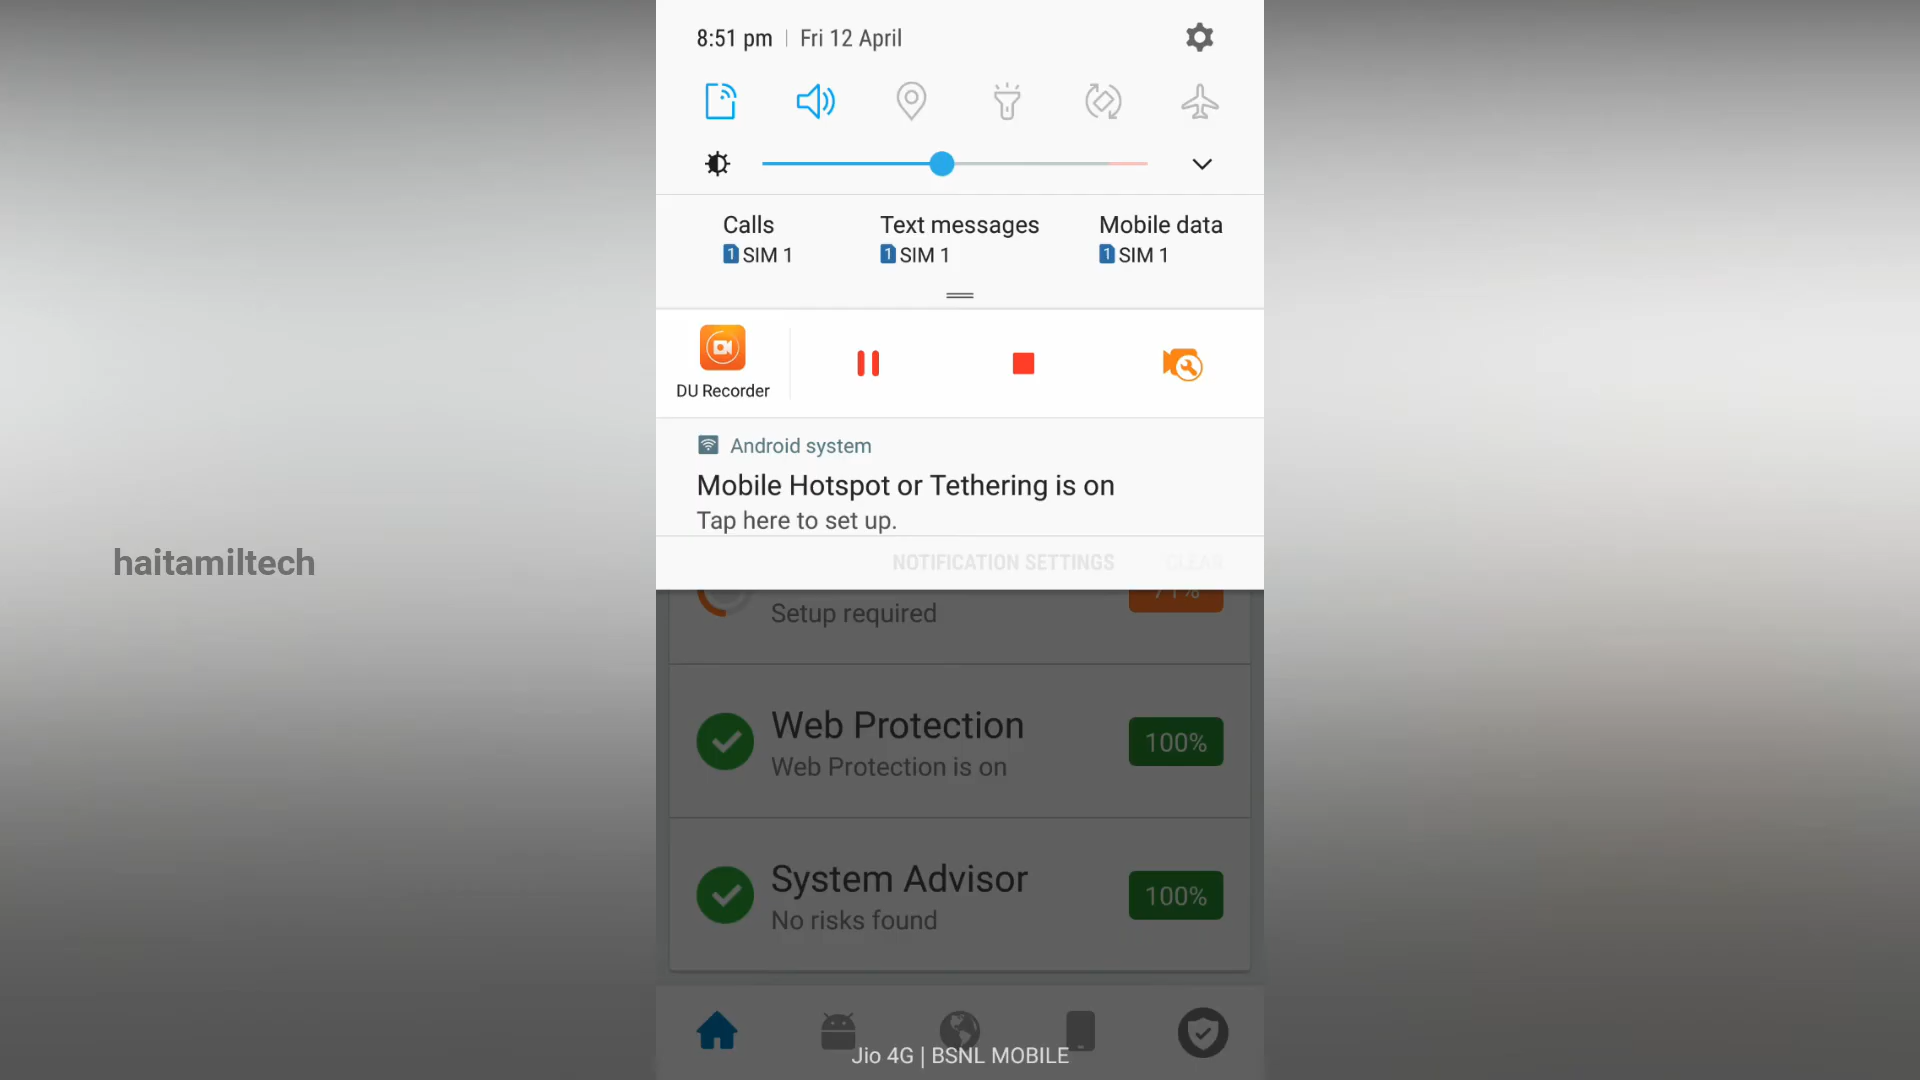 8:51 pm | Fri 12 April
Calls
1 SIM 1
Text messages
1 SIM 1
Mobile data
1 SIM 1
DU Recorder
Android system
Mobile Hotspot or Tethering is on
Tap here to set up.
NOTIFICATION SETTINGS CLEAR
haitamiltech
71%
Setup required
Web Protection
Web Protection is on
100%
System Advisor
No risks found
100%
Jio 4G | BSNL MOBILE